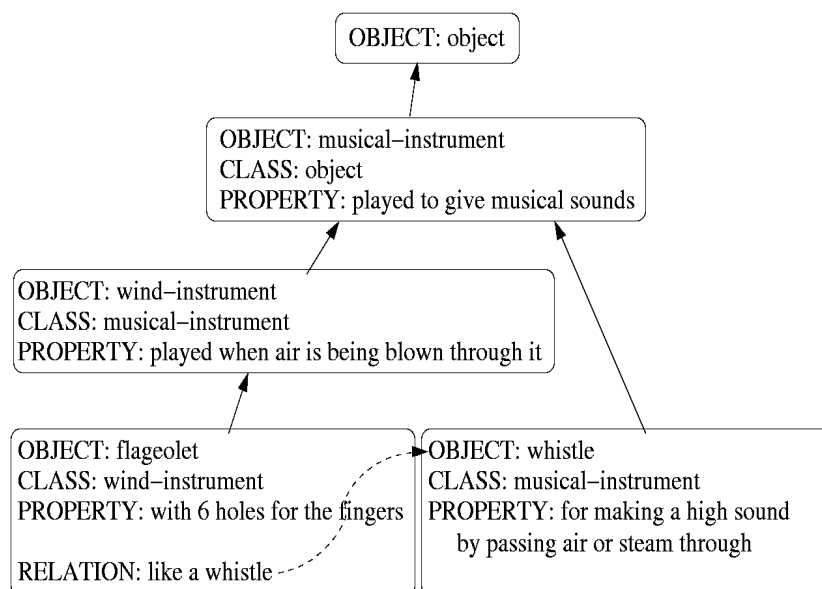 OBJECT: object
OBJECT: musical−instrument
CLASS: object
PROPERTY: played to give musical sounds
OBJECT: wind−instrument
CLASS: musical−instrument
PROPERTY: played when air is being blown through it
OBJECT: flageolet
CLASS: wind−instrument
PROPERTY: with 6 holes for the fingers
RELATION: like a whistle
OBJECT: whistle
CLASS: musical−instrument
PROPERTY: for making a high sound
by passing air or steam through